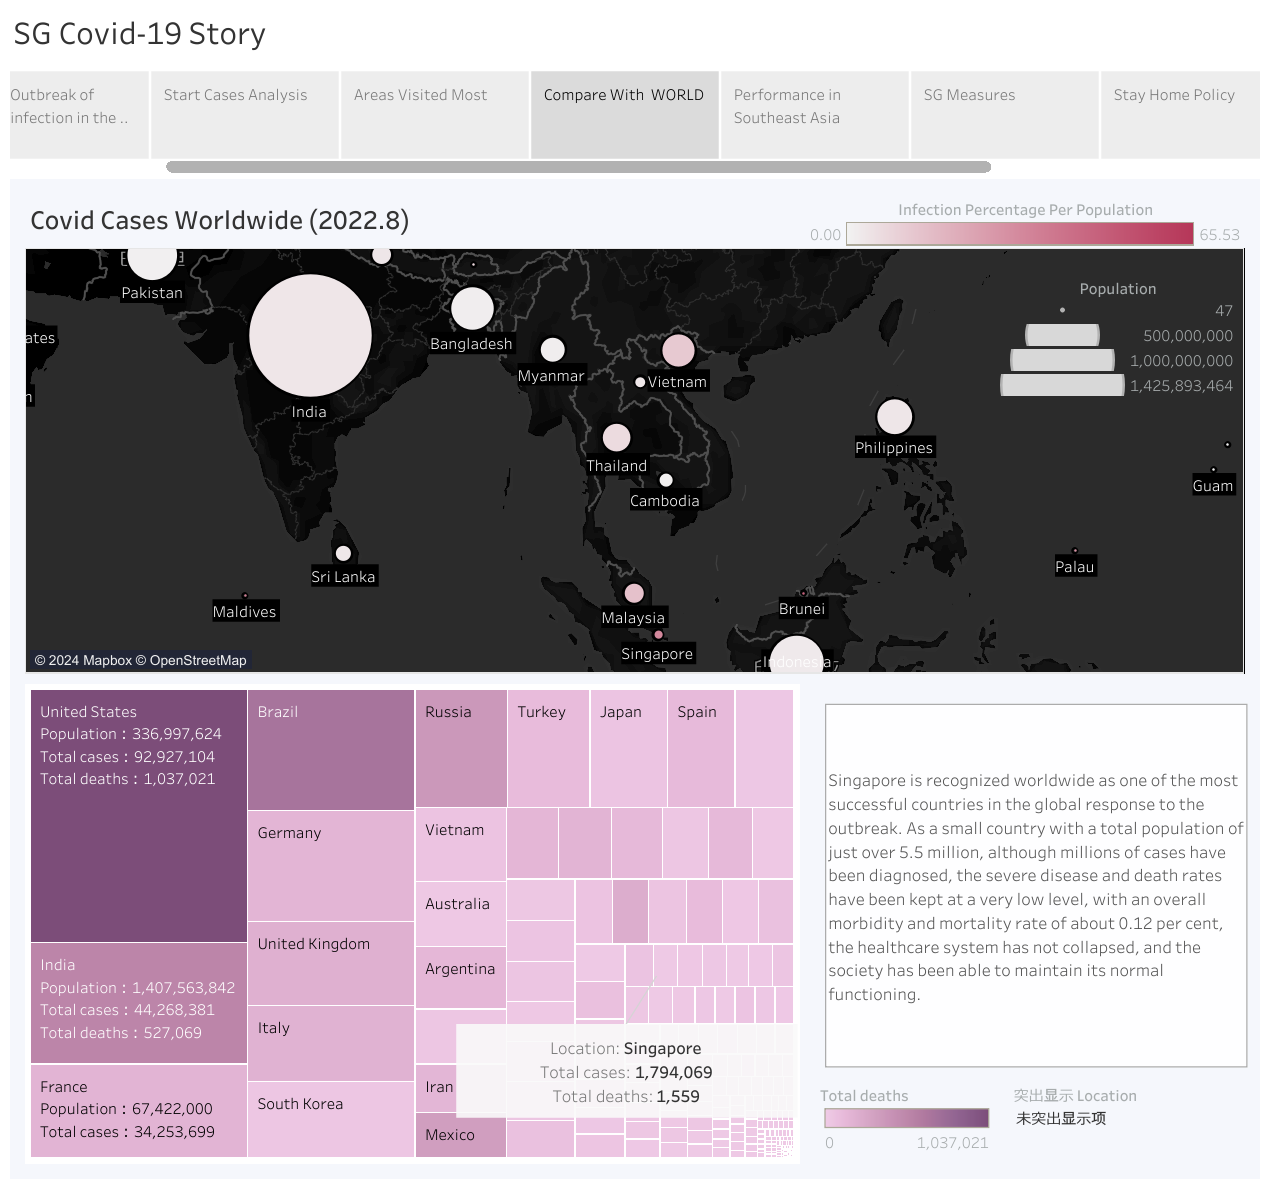 SG Covid-19 Story
Outbreak of
infection in the ..
Start Cases Analysis
Areas Visited Most
Compare With  WORLD
Performance in
Southeast Asia
SG Measures
Stay Home Policy
Covid Cases Worldwide (2022.8)
Infection Percentage Per Population
0.00
65.53
Population
47
500,000,000
1,000,000,000
1,425,893,464
Pakistan
ates
India
Bangladesh
Myanmar
Vietnam
Thailand
Cambodia
Philippines
Guam
Sri Lanka
Maldives
Malaysia
Singapore
Brunei
Indonesia
Palau
© 2024 Mapbox © OpenStreetMap
United States
Population：336,997,624
Total cases：92,927,104
Total deaths：1,037,021
India
Population：1,407,563,842
Total cases：44,268,381
Total deaths：527,069
France
Population：67,422,000
Total cases：34,253,699
Brazil
Germany
United Kingdom
Italy
South Korea
Russia
Vietnam
Australia
Argentina
Iran
Mexico
Turkey
Japan
Spain
Location: Singapore
Total cases: 1,794,069
Total deaths: 1,559
Singapore is recognized worldwide as one of the most
successful countries in the global response to the
outbreak. As a small country with a total population of
just over 5.5 million, although millions of cases have
been diagnosed, the severe disease and death rates
have been kept at a very low level, with an overall
morbidity and mortality rate of about 0.12 per cent,
the healthcare system has not collapsed, and the
society has been able to maintain its normal
functioning.
Total deaths
0
1,037,021
突出显示 Location
未突出显示项